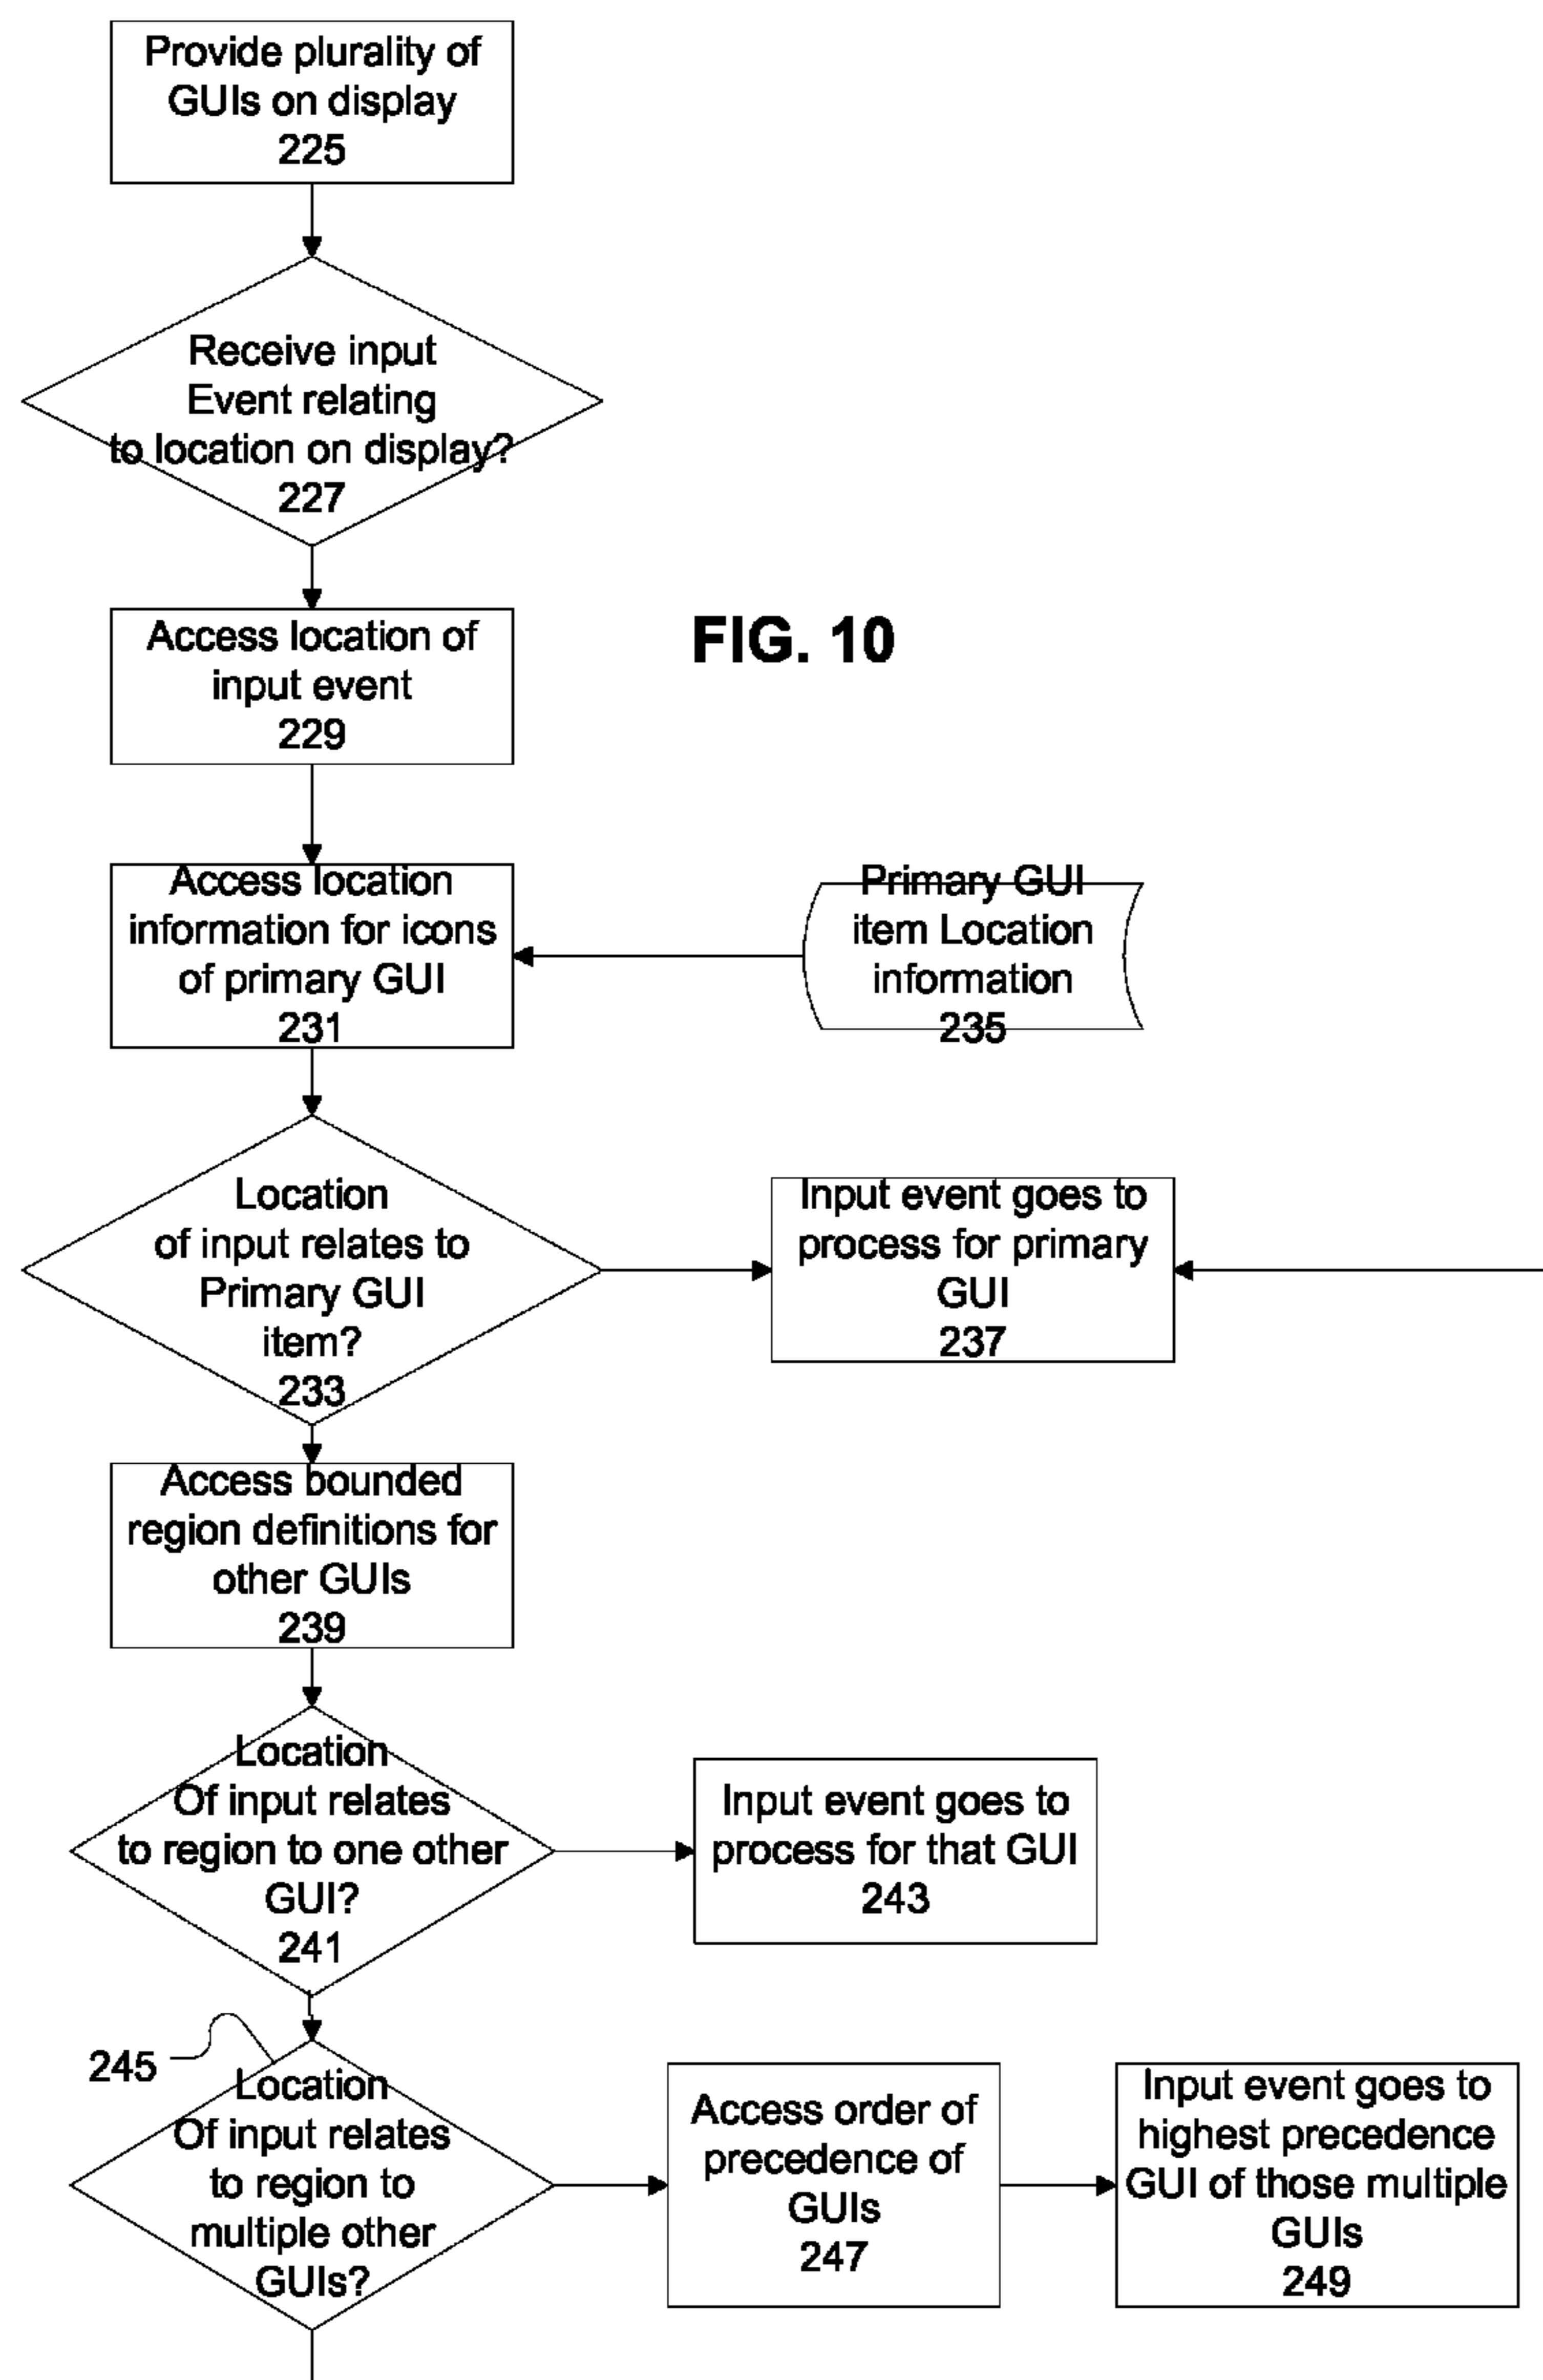 Provide plurality of
GUIs on display
225
Receive input
Event relating
to location on display?
227
Access location of
input event
229
FIG. 10
Access location
information for icons
of primary GUI
231
Primary GUI
item Location
information
235
Location
of input relates to
Primary GUI
item?
233
Input event goes to
process for primary
GUI
237
Access bounded
region definitions for
other GUIs
239
Location
Of input relates
to region to one other
GUI?
241
Input event goes to
process for that GUI
243
245
Location
Of input relates
to region to
multiple other
GUIs?
Access order of
precedence of
GUIs
247
Input event goes to
highest precedence
GUI of those multiple
GUIs
249